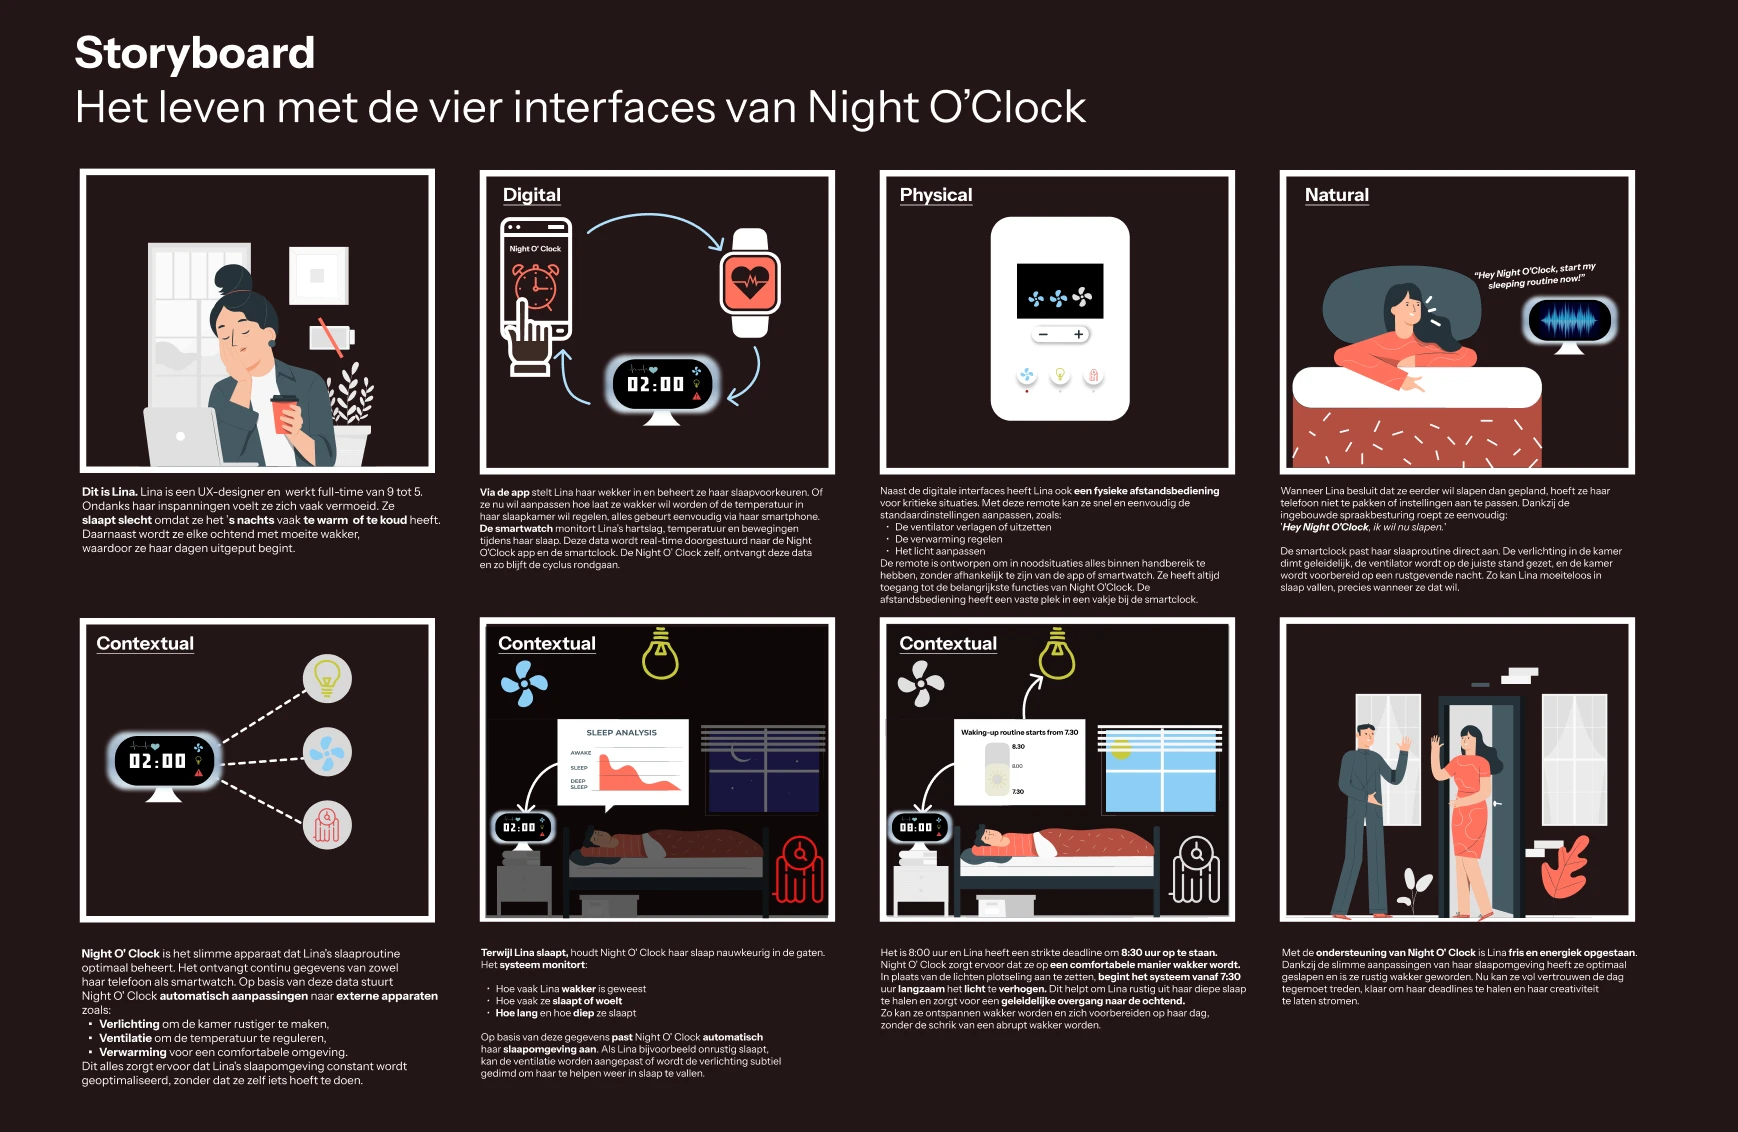 Storyboard
Het leven met de vier interfaces van Night O'Clock
Dit is Lina. Lina is een UX-designer en werkt full-time van 9 tot 5.
Ondanks haar inspanningen voelt ze zich vaak vermoeid. Ze
slaapt slecht omdat ze het 's nachts vaak te warm of te koud heeft.
Daarnaast wordt ze elke ochtend met moeite wakker,
waardoor ze haar dagen uitgeput begint.
Digital
Night O' Clock
02:00
Via de app stelt Lina haar wekker in en beheert ze haar slaapvoorkeuren. Of
ze nu wil aanpassen hoe laat ze wakker wil worden of de temperatuur in
haar slaapkamer wil regelen, alles gebeurt eenvoudig via haar smartphone.
De smartwatch monitort Lina's hartslag, temperatuur en bewegingen
tijdens haar slaap. Deze data wordt real-time doorgestuurd naar de Night
O'Clock app en de smartclock. De Night O' Clock zelf, ontvangt deze data
en zo blijft de cyclus rondgaan.
Physical
− +
Naast de digitale interfaces heeft Lina ook een fysieke afstandsbediening
voor kritieke situaties. Met deze remote kan ze snel en eenvoudig de
standaardinstellingen aanpassen, zoals:
• De ventilator verlagen of uitzetten
• De verwarming regelen
• Het licht aanpassen
De remote is ontworpen om in noodsituaties alles binnen handbereik te
hebben, zonder afhankelijk te zijn van de app of smartwatch. Ze heeft altijd
toegang tot de belangrijkste functies van Night O'Clock. De
afstandsbediening heeft een vaste plek in een vakje bij de smartclock.
Natural
"Hey Night O'Clock, start my
sleeping routine now!"
Wanneer Lina besluit dat ze eerder wil slapen dan gepland, hoeft ze haar
telefoon niet te pakken of instellingen aan te passen. Dankzij de
ingebouwde spraakbesturing roept ze eenvoudig:
'Hey Night O'Clock, ik wil nu slapen.'
De smartclock past haar slaaproutine direct aan. De verlichting in de kamer
dimt geleidelijk, de ventilator wordt op de juiste stand gezet, en de kamer
wordt voorbereid op een rustgevende nacht. Zo kan Lina moeiteloos in
slaap vallen, precies wanneer ze dat wil.
Contextual
02:00
Night O' Clock is het slimme apparaat dat Lina's slaaproutine
optimaal beheert. Het ontvangt continu gegevens van zowel
haar telefoon als smartwatch. Op basis van deze data stuurt
Night O' Clock automatisch aanpassingen naar externe apparaten
zoals:
• Verlichting om de kamer rustiger te maken,
• Ventilatie om de temperatuur te reguleren,
• Verwarming voor een comfortabele omgeving.
Dit alles zorgt ervoor dat Lina's slaapomgeving constant wordt
geoptimaliseerd, zonder dat ze zelf iets hoeft te doen.
Contextual
SLEEP ANALYSIS
AWAKE
SLEEP
DEEP
SLEEP
02:00
Terwijl Lina slaapt, houdt Night O' Clock haar slaap nauwkeurig in de gaten.
Het systeem monitort:
• Hoe vaak Lina wakker is geweest
• Hoe vaak ze slaapt of woelt
• Hoe lang en hoe diep ze slaapt
Op basis van deze gegevens past Night O' Clock automatisch
haar slaapomgeving aan. Als Lina bijvoorbeeld onrustig slaapt,
kan de ventilatie worden aangepast of wordt de verlichting subtiel
gedimd om haar te helpen weer in slaap te vallen.
Contextual
Waking-up routine starts from 7.30
8.30
8.00
7.30
08:00
Het is 8:00 uur en Lina heeft een strikte deadline om 8:30 uur op te staan.
Night O' Clock zorgt ervoor dat ze op een comfortabele manier wakker wordt.
In plaats van de lichten plotseling aan te zetten, begint het systeem vanaf 7:30
uur langzaam het licht te verhogen. Dit helpt om Lina rustig uit haar diepe slaap
te halen en zorgt voor een geleidelijke overgang naar de ochtend.
Zo kan ze ontspannen wakker worden en zich voorbereiden op haar dag,
zonder de schrik van een abrupt wakker worden.
Met de ondersteuning van Night O' Clock is Lina fris en energiek opgestaan.
Dankzij de slimme aanpassingen van haar slaapomgeving heeft ze optimaal
geslapen en is ze rustig wakker geworden. Nu kan ze vol vertrouwen de dag
tegemoet treden, klaar om haar deadlines te halen en haar creativiteit
te laten stromen.